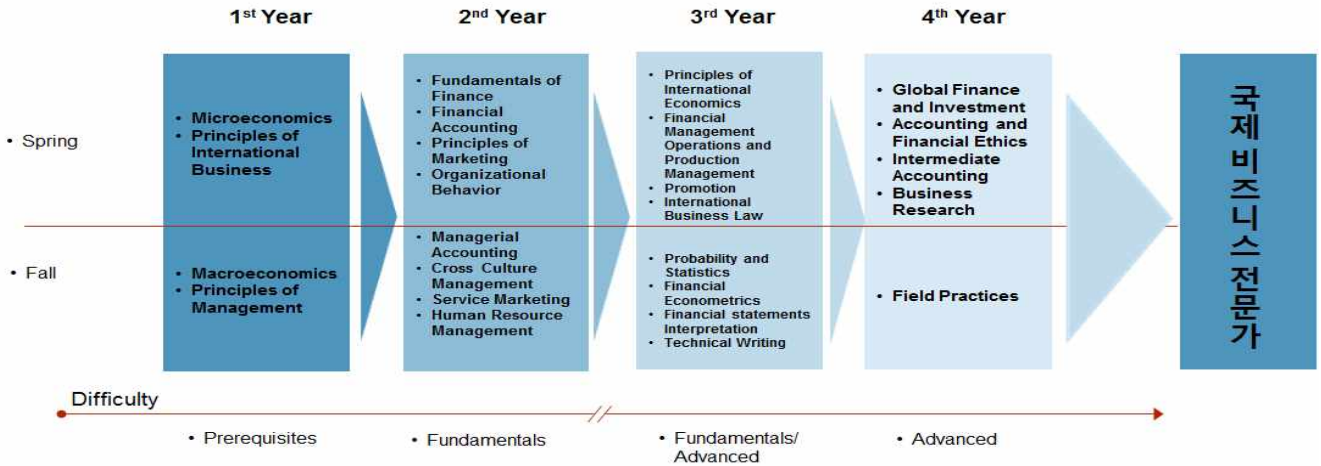 1st Year
2nd Year
3rd Year
4th Year
• Spring
• Microeconomics
• Principles of
International
Business
• Fundamentals of
Finance
• Financial
Accounting
• Principles of
Marketing
• Organizational
Behavior
• Principles of
International
Economics
• Financial
Management
Operations and
Production
Management
• Promotion
• International
Business Law
• Global Finance
and Investment
• Accounting and
Financial Ethics
• Intermediate
Accounting
• Business
Research
• Fall
• Macroeconomics
• Principles of
Management
• Managerial
Accounting
• Cross Culture
Management
• Service Marketing
• Human Resource
Management
• Probability and
Statistics
• Financial
Econometrics
• Financial statements
Interpretation
• Technical Writing
• Field Practices
국제비즈니스전문가
Difficulty
• Prerequisites
• Fundamentals
• Fundamentals/
Advanced
• Advanced